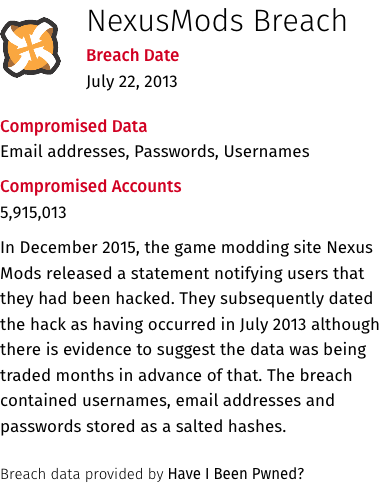 NexusMods Breach
Breach Date
July 22, 2013
Compromised Data
Email addresses, Passwords, Usernames
Compromised Accounts
5,915,013
In December 2015, the game modding site Nexus
Mods released a statement notifying users that
they had been hacked. They subsequently dated
the hack as having occurred in July 2013 although
there is evidence to suggest the data was being
traded months in advance of that. The breach
contained usernames, email addresses and
passwords stored as a salted hashes.
Breach data provided by Have I Been Pwned?